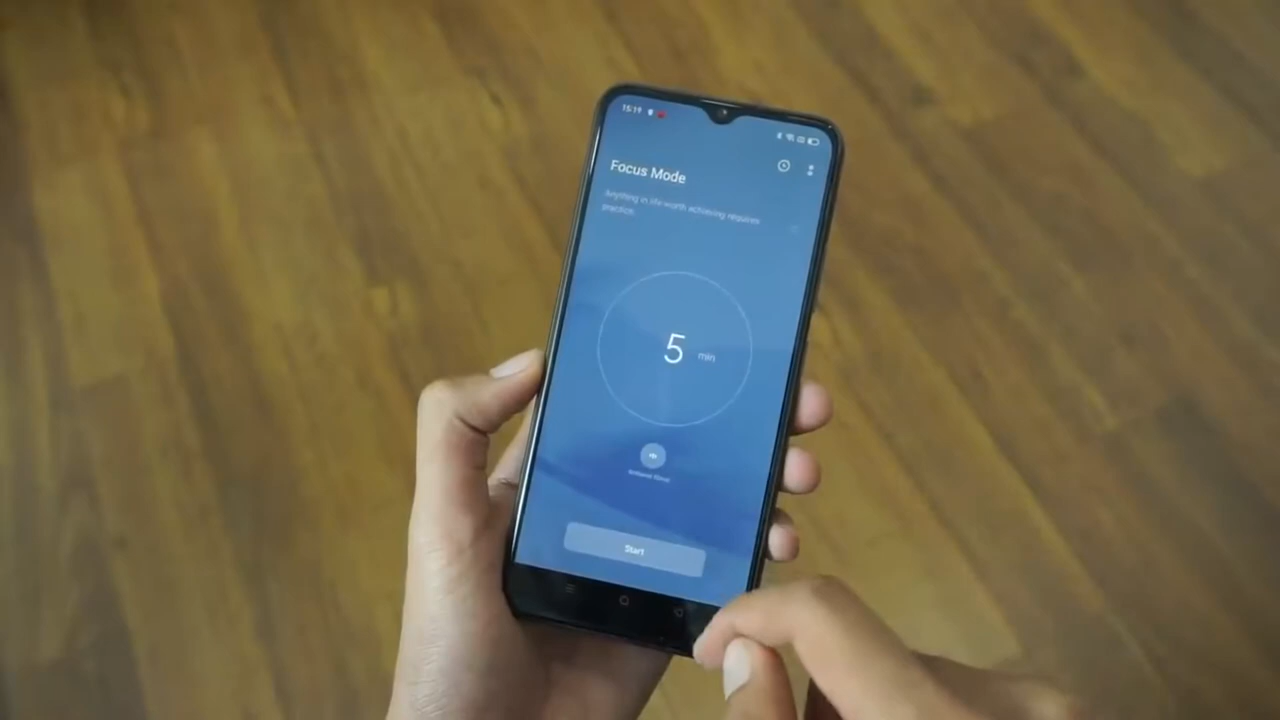 15:19
Focus Mode
Anything in life worth achieving requires
practice.
5 min
Start